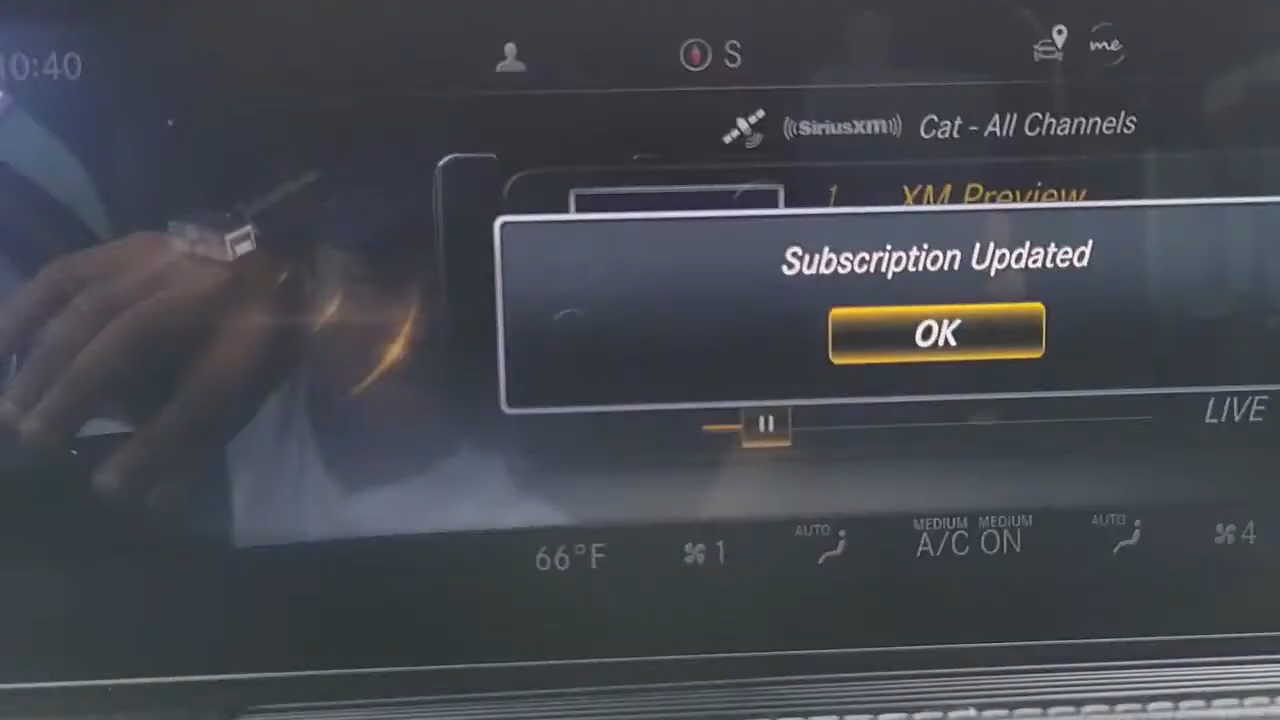 10:40
S
me
((SiriusXM)) Cat - All Channels
1 XM Preview
Subscription Updated
OK
LIVE
66°F
1
AUTO
MEDIUM MEDIUM
A/C ON
AUTO
4